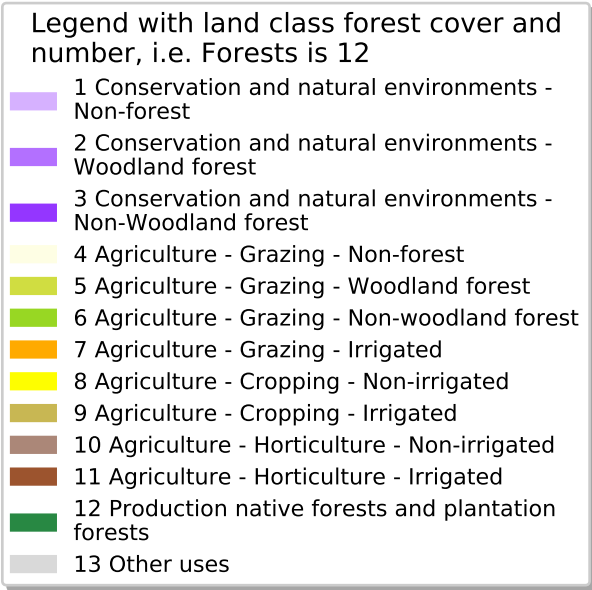 Legend with land class forest cover and
number, i.e. Forests is 12
1 Conservation and natural environments -
Non-forest
2 Conservation and natural environments -
Woodland forest
3 Conservation and natural environments -
Non-Woodland forest
4 Agriculture - Grazing - Non-forest
5 Agriculture - Grazing - Woodland forest
6 Agriculture - Grazing - Non-woodland forest
7 Agriculture - Grazing - Irrigated
8 Agriculture - Cropping - Non-irrigated
9 Agriculture - Cropping - Irrigated
10 Agriculture - Horticulture - Non-irrigated
11 Agriculture - Horticulture - Irrigated
12 Production native forests and plantation
forests
13 Other uses